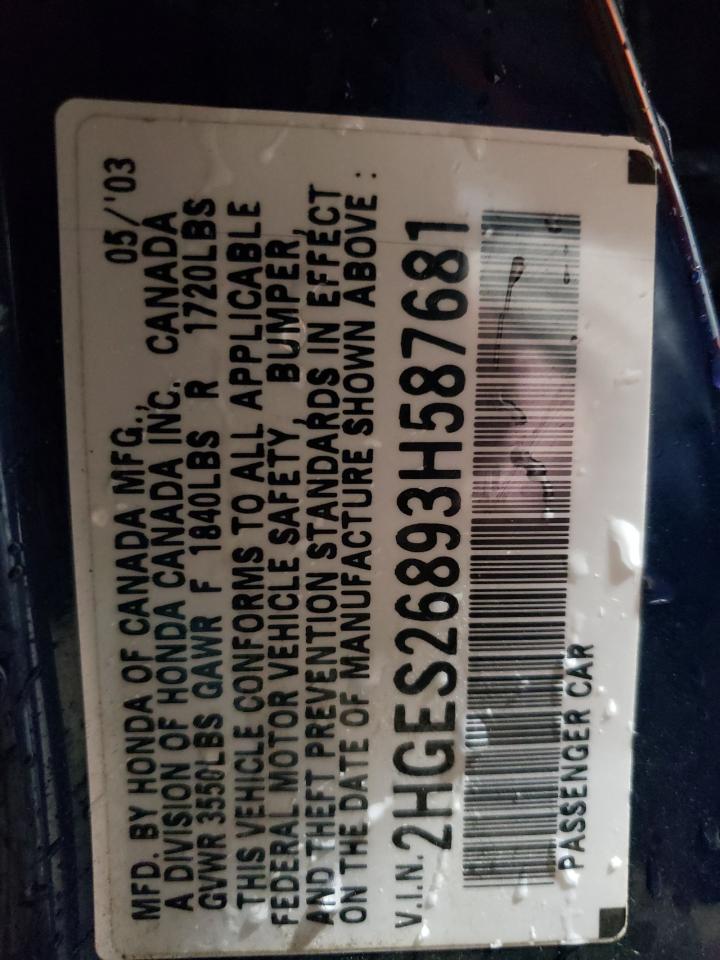 MFD. BY HONDA OF CANADA MFG., 05/'03
A DIVISION OF HONDA CANADA INC. CANADA
GVWR 3550LBS GAWR F 1840LBS R 1720LBS
THIS VEHICLE CONFORMS TO ALL APPLICABLE
FEDERAL MOTOR VEHICLE SAFETY, BUMPER,
AND THEFT PREVENTION STANDARDS IN EFFECT
ON THE DATE OF MANUFACTURE SHOWN ABOVE :
V.I.N. 2HGES26893H587681
PASSENGER CAR